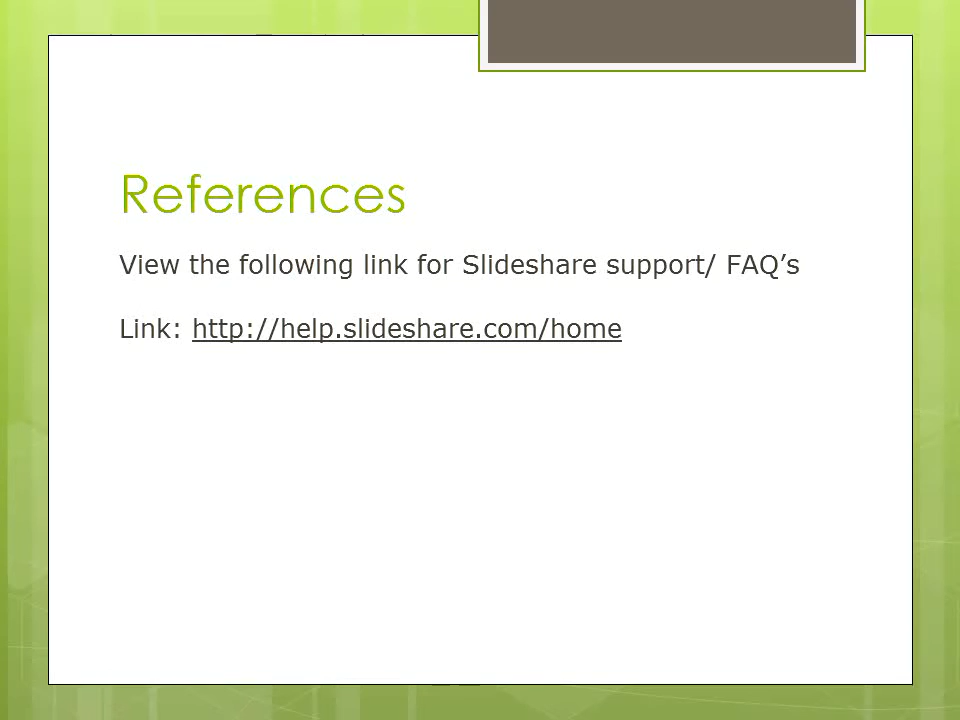 References
View the following link for Slideshare support/ FAQ’s
Link: http://help.slideshare.com/home